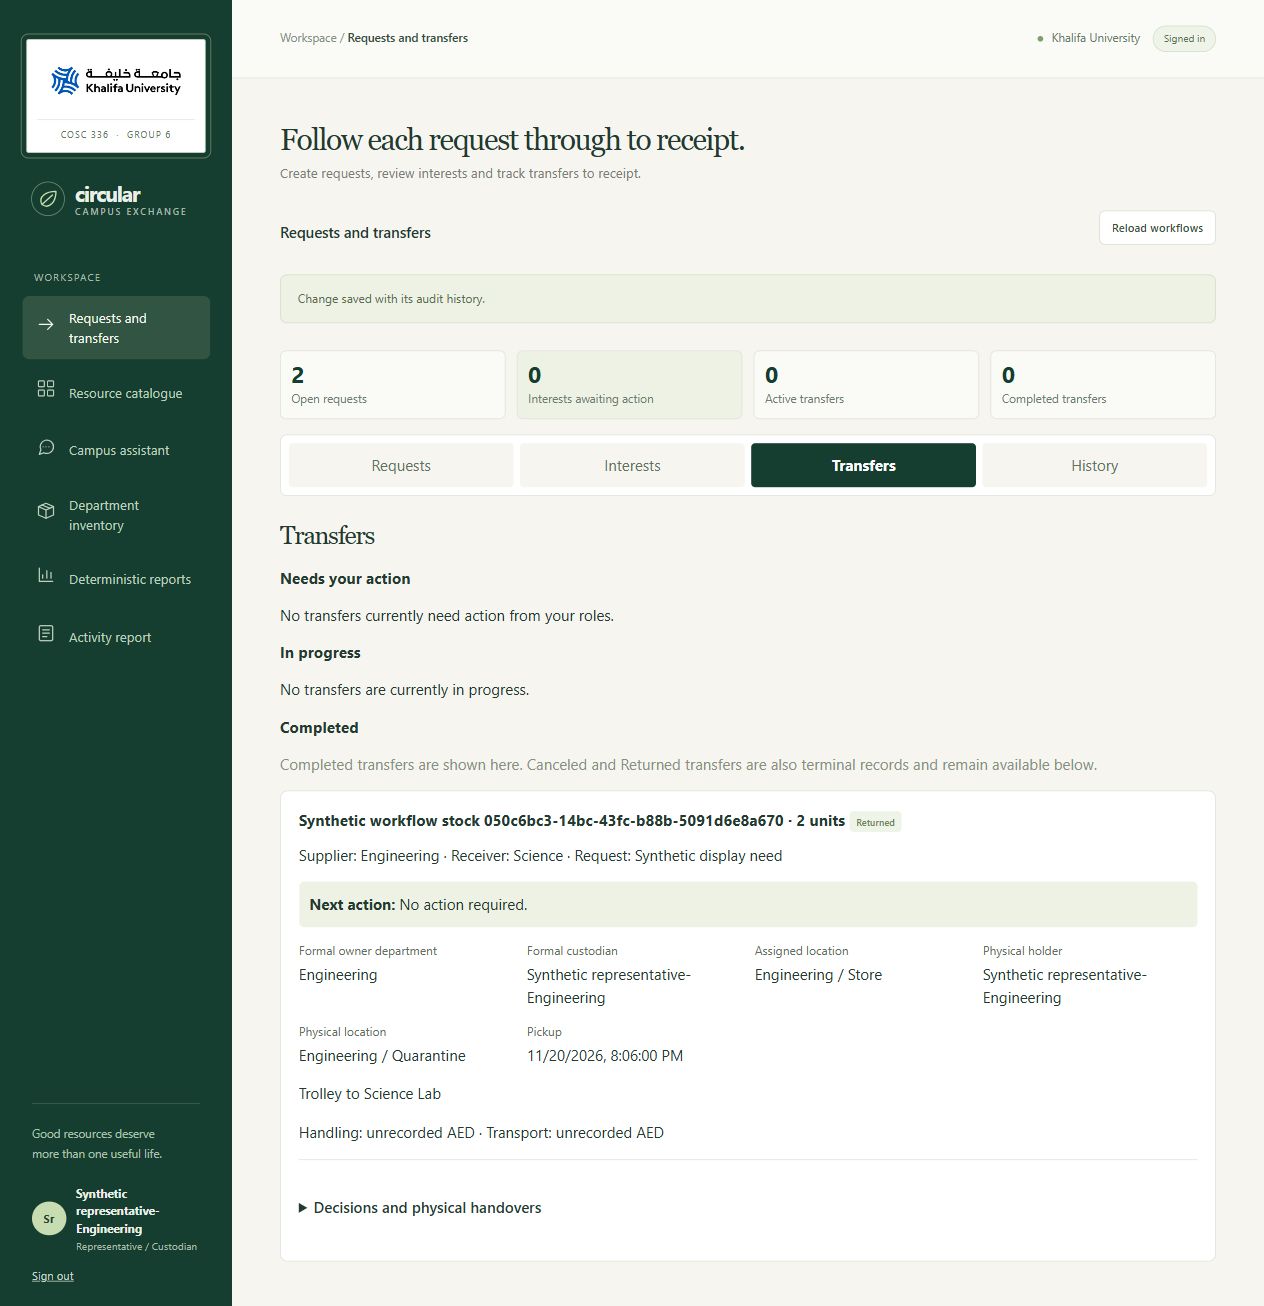 جامعة خليفة
Khalifa University
COSC 336 · GROUP 6
circular
CAMPUS EXCHANGE
WORKSPACE
Requests and
transfers
Resource catalogue
Campus assistant
Department
inventory
Deterministic reports
Activity report
Good resources deserve
more than one useful life.
Sr
Synthetic
representative-
Engineering
Representative / Custodian
Sign out
Workspace / Requests and transfers
Khalifa University
Signed in
Follow each request through to receipt.
Create requests, review interests and track transfers to receipt.
Requests and transfers
Reload workflows
Change saved with its audit history.
2
Open requests
0
Interests awaiting action
0
Active transfers
0
Completed transfers
Requests
Interests
Transfers
History
Transfers
Needs your action
No transfers currently need action from your roles.
In progress
No transfers are currently in progress.
Completed
Completed transfers are shown here. Canceled and Returned transfers are also terminal records and remain available below.
Synthetic workflow stock 050c6bc3-14bc-43fc-b88b-5091d6e8a670 · 2 units Returned
Supplier: Engineering · Receiver: Science · Request: Synthetic display need
Next action: No action required.
Formal owner department
Engineering
Formal custodian
Synthetic representative-
Engineering
Assigned location
Engineering / Store
Physical holder
Synthetic representative-
Engineering
Physical location
Engineering / Quarantine
Pickup
11/20/2026, 8:06:00 PM
Trolley to Science Lab
Handling: unrecorded AED · Transport: unrecorded AED
Decisions and physical handovers